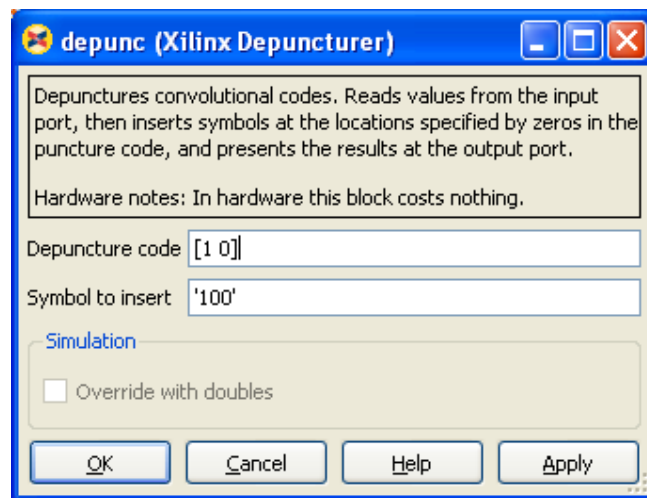 depunc (Xilinx Depuncturer)
Depunctures convolutional codes. Reads values from the input
port, then inserts symbols at the locations specified by zeros in the
puncture code, and presents the results at the output port.
Hardware notes: In hardware this block costs nothing.
Depuncture code [1 0]
Symbol to insert '100'
Simulation
Override with doubles
OK Cancel Help Apply